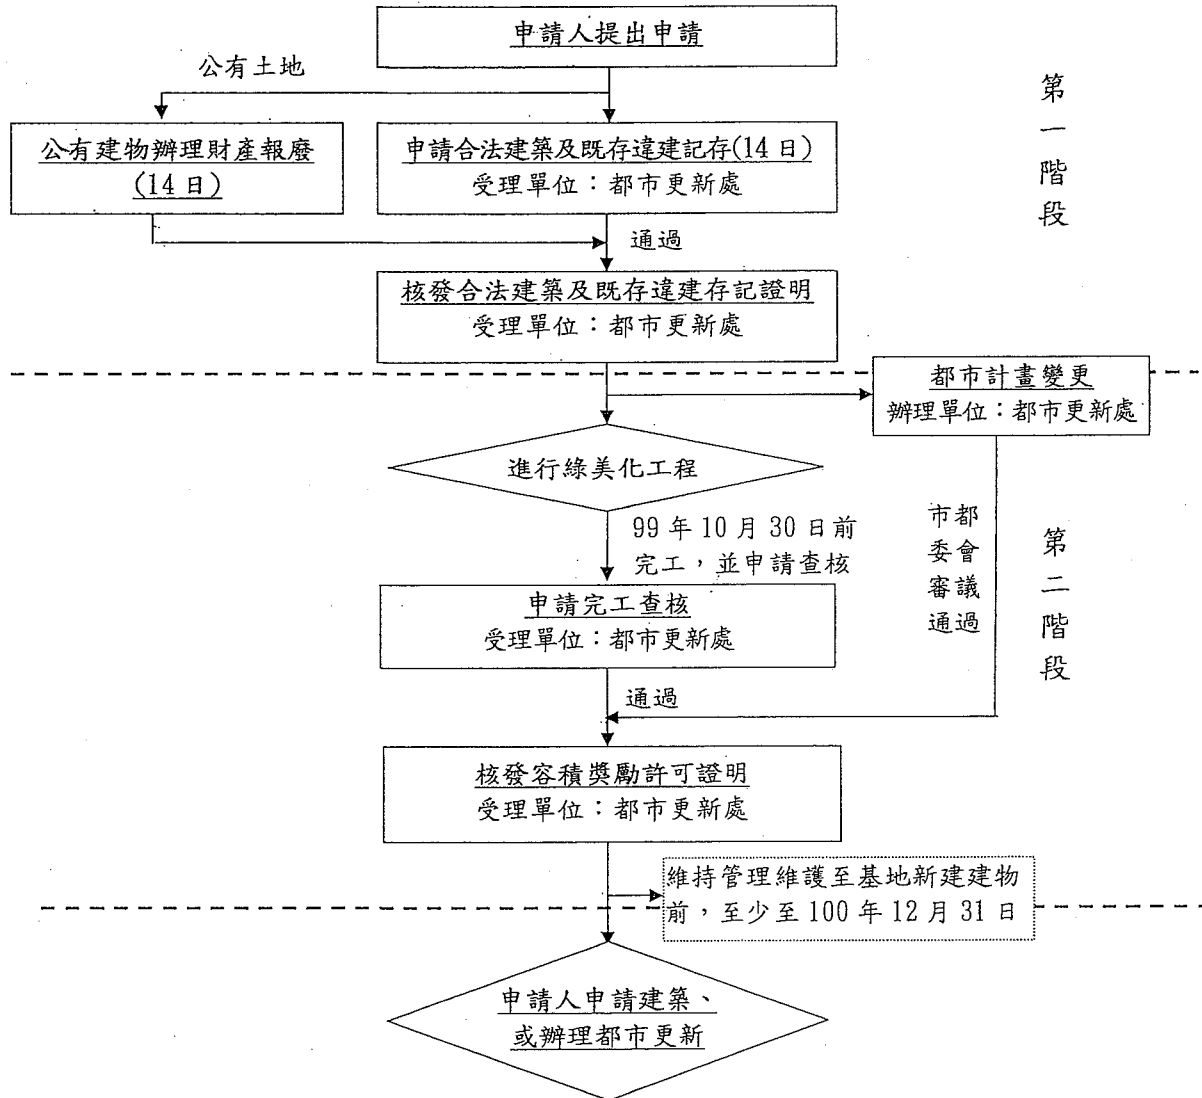 申請人提出申請
公有土地
公有建物辦理財產報廢
(14日)
申請合法建築及既存違建記存(14日)
受理單位：都市更新處
通過
核發合法建築及既存違建存記證明
受理單位：都市更新處
第一階段
都市計畫變更
辦理單位：都市更新處
進行綠美化工程
99年10月30日前
完工，並申請查核
市都
委會
審議
通過
第二階段
申請完工查核
受理單位：都市更新處
通過
核發容積獎勵許可證明
受理單位：都市更新處
維持管理維護至基地新建建物
前，至少至100年12月31日
申請人申請建築、
或辦理都市更新